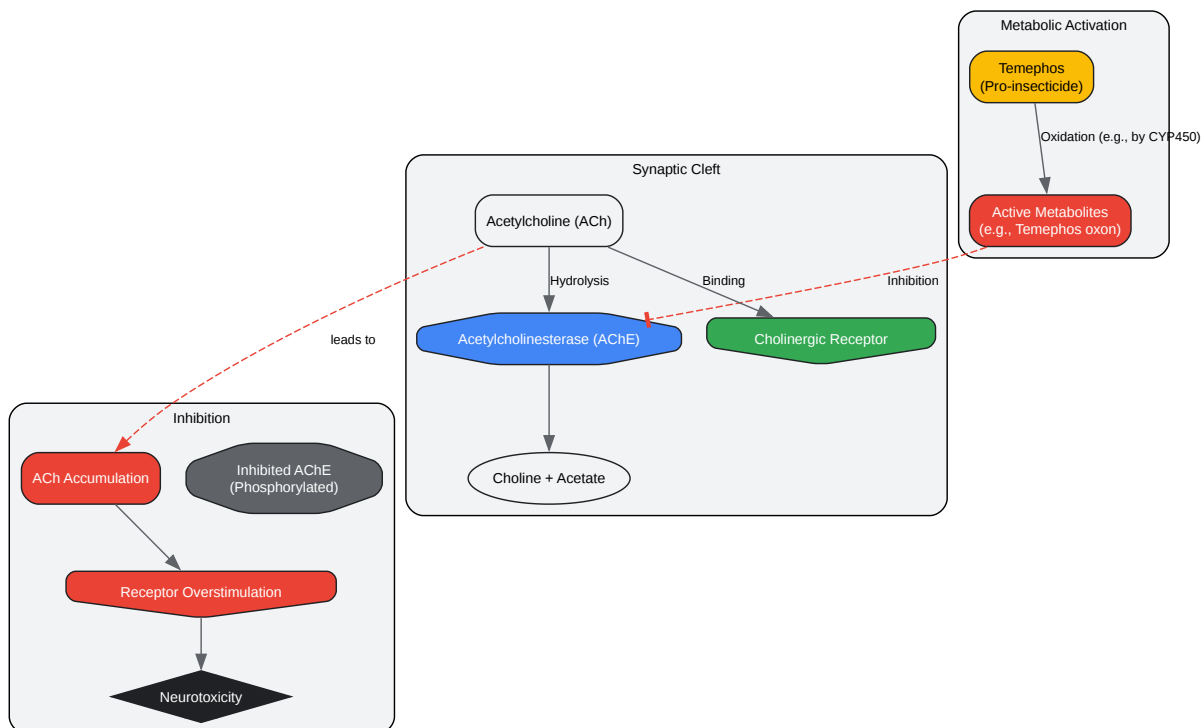 Metabolic Activation
Temephos
(Pro-insecticide)
Oxidation (e.g., by CYP450)
Active Metabolites
(e.g., Temephos oxon)
Synaptic Cleft
Acetylcholine (ACh)
Hydrolysis
Binding
Inhibition
Acetylcholinesterase (AChE)
Cholinergic Receptor
leads to
Choline + Acetate
Inhibition
ACh Accumulation
Inhibited AChE
(Phosphorylated)
Receptor Overstimulation
Neurotoxicity